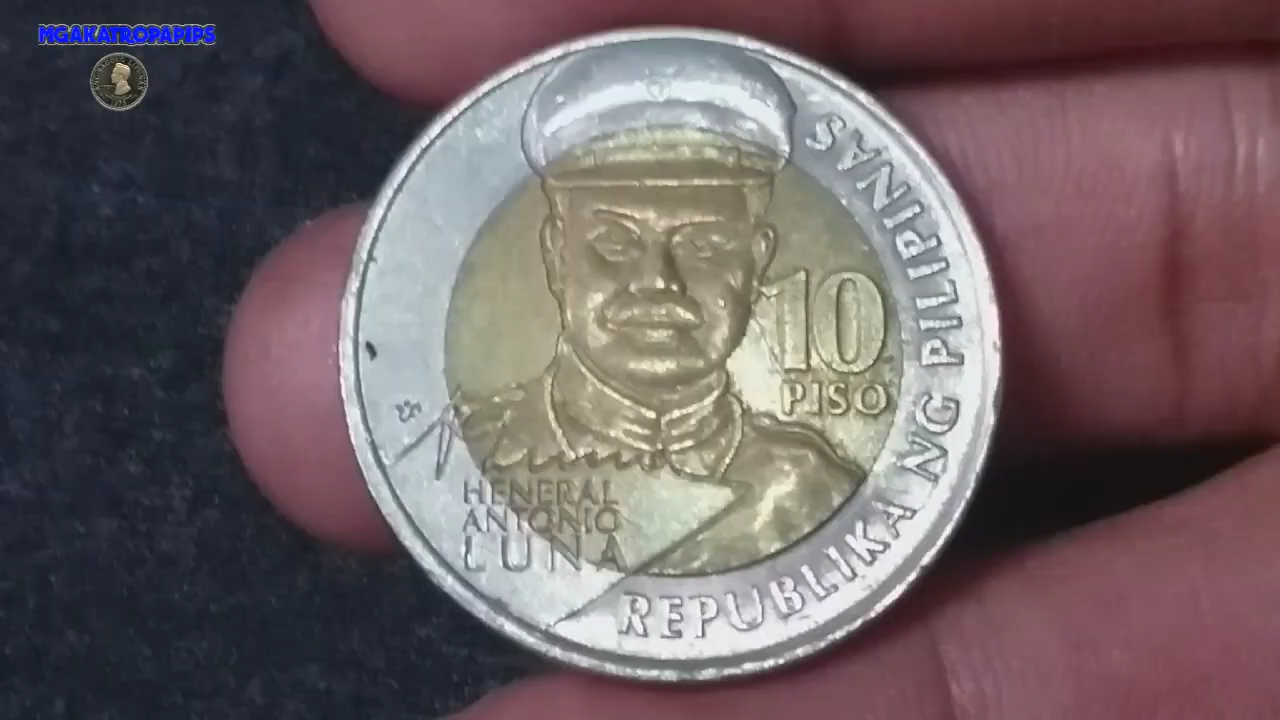 MGAKATROPAPIPS
10
PISO
HENERAL
ANTONIO
LUNA
REPUBLIKA NG PILIPINAS